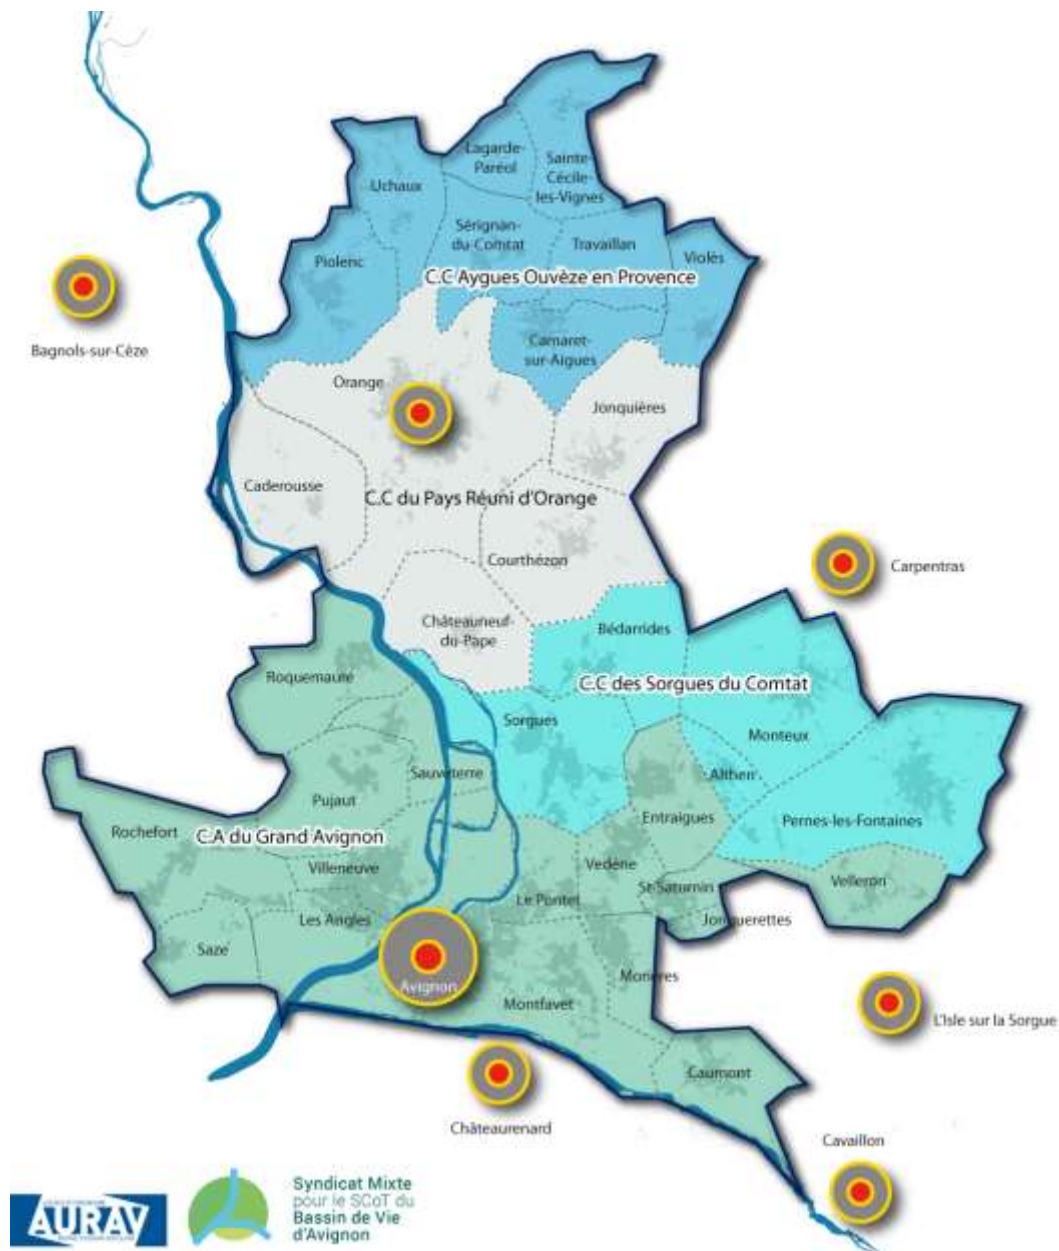 Lagarde-
Paréol
Sainte-
Cécile-
les-Vignes
Uchaux
Sérignan-
du-Comtat
Travaillan
Violès
Piolenc
C.C Aygues Ouvèze en Provence
Bagnols-sur-Cèze
Camaret-
sur-Aigues
Orange
Jonquières
Caderousse
C.C du Pays Réuni d'Orange
Courthézon
Carpentras
Châteauneuf-
du-Pape
Bédarrides
Roquemaure
C.C des Sorgues du Comtat
Sorgues
Monteux
Sauveterre
Althen
Pujaut
Entraigues
Pernes-les-Fontaines
Rochefort
C.A du Grand Avignon
Villeneuve
Vedène
St-Saturnin
Velleron
Le Pontet
Les Angles
Jonquerettes
Saze
Morières
Avignon
Montfavet
L'Isle sur la Sorgue
Caumont
Châteaurenard
Cavaillon
AURAV
Syndicat Mixte
pour le SCoT du
Bassin de Vie
d'Avignon